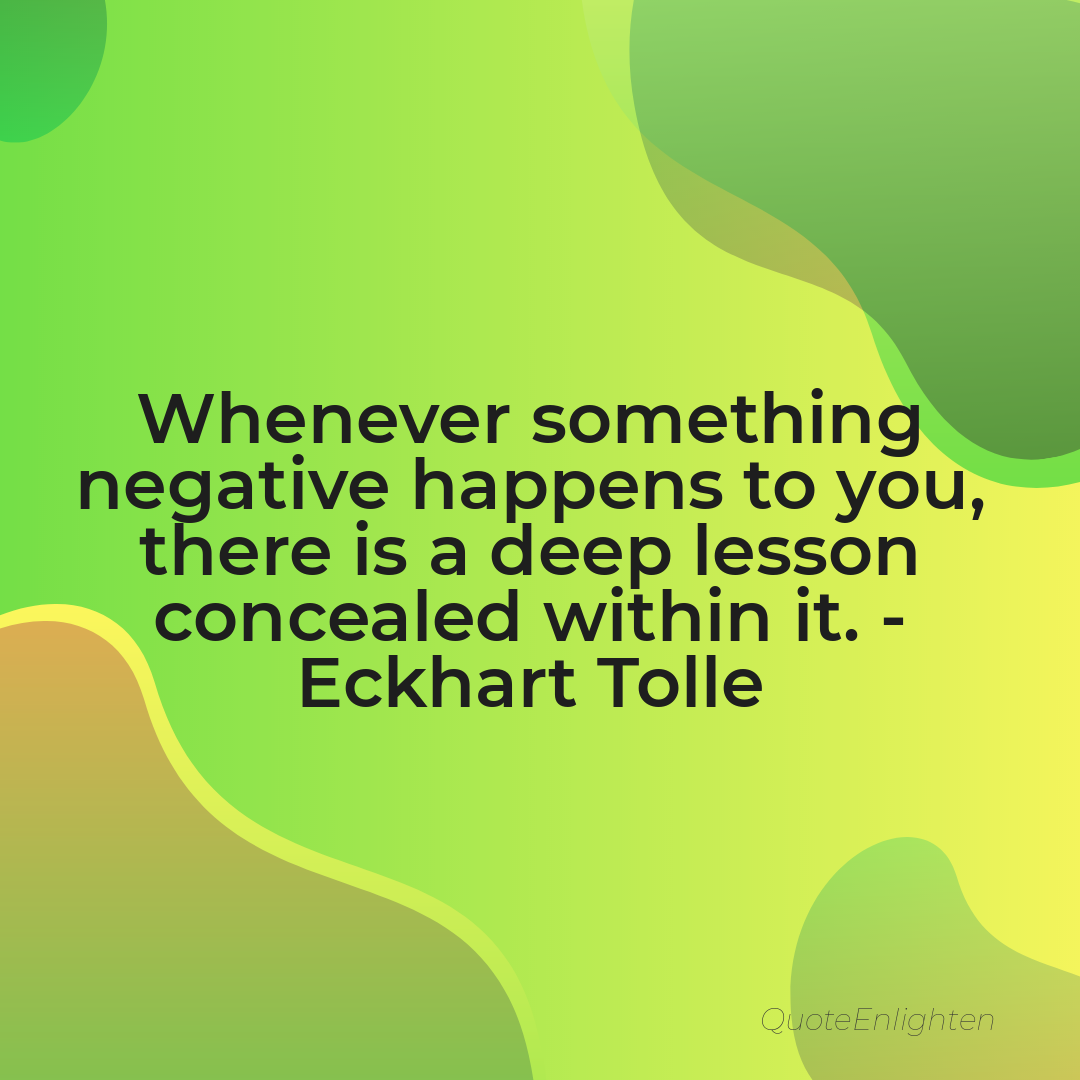 Whenever something
negative happens to you,
there is a deep lesson
concealed within it. -
Eckhart Tolle
QuoteEnlighten